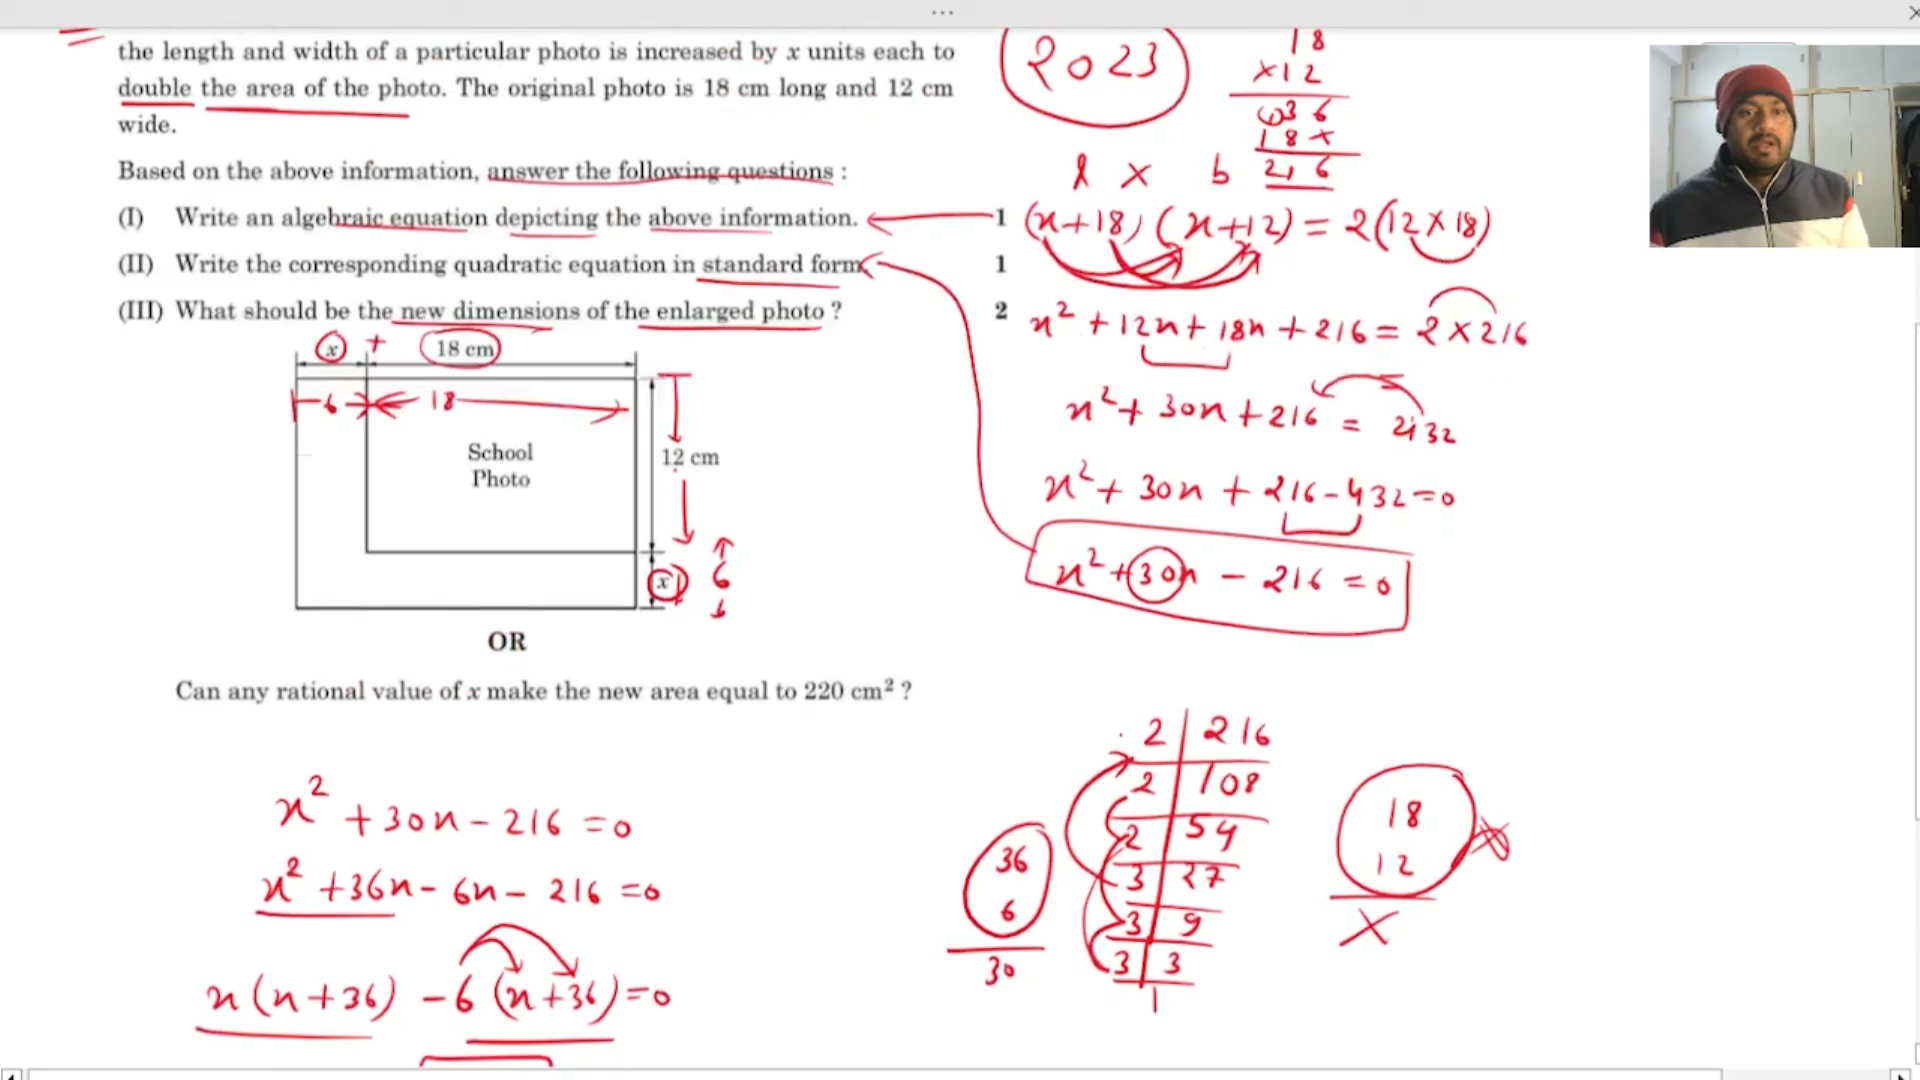 the length and width of a particular photo is increased by x units each to
double the area of the photo. The original photo is 18 cm long and 12 cm
wide.
Based on the above information, answer the following questions :
(I) Write an algebraic equation depicting the above information. 1
(II) Write the corresponding quadratic equation in standard form 1
(III) What should be the new dimensions of the enlarged photo ? 2
x + 18 cm
6 18
School
Photo
12 cm
x 6
OR
Can any rational value of x make the new area equal to 220 cm² ?
x² + 30x - 216 = 0
x² + 36x - 6x - 216 = 0
x(x+36) - 6(x+36) = 0
2023
18
×12
36
18×
216
l × b
(x+18)(x+12) = 2(12×18)
x² + 12x + 18x + 216 = 2×216
x² + 30x + 216 = 432
x² + 30x + 216 - 432 = 0
x² + 30x - 216 = 0
36
6
30
2 216
2 108
2 54
3 27
3 9
3 3
1
18
12
×